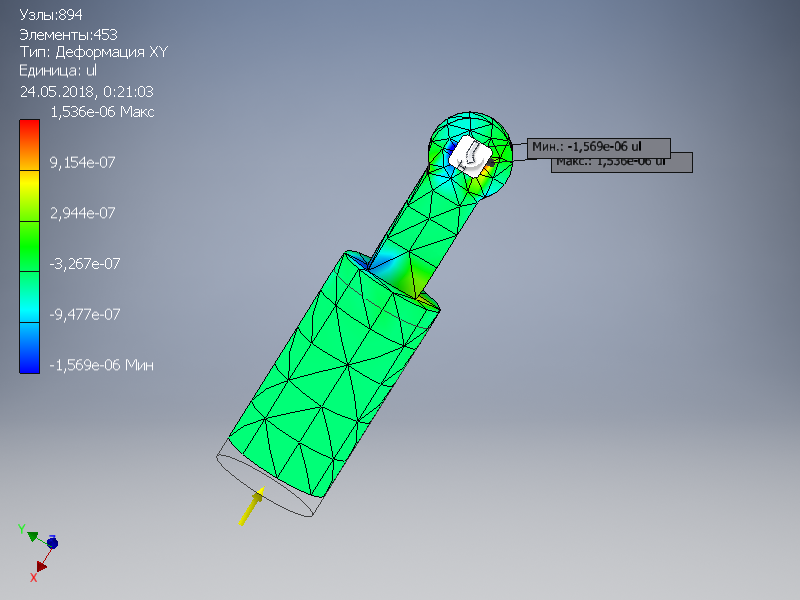 Узлы:894
Элементы:453
Тип: Деформация XY
Единица: ul
24.05.2018, 0:21:03
1,536e-06 Макс
9,154e-07
2,944e-07
-3,267e-07
-9,477e-07
-1,569e-06 Мин
Мин.: -1,569e-06 ul
Макс.: 1,536e-06 ul
Y
Z
X